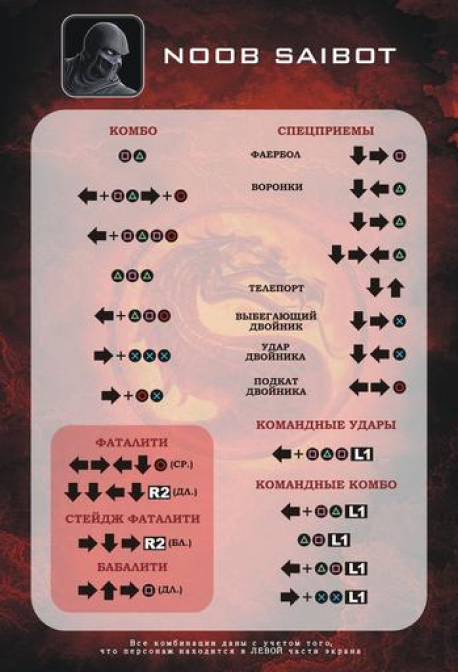 NOOB SAIBOT
КОМБО
СПЕЦПРИЕМЫ
ФАЕРБОЛ
ВОРОНКИ
ТЕЛЕПОРТ
ВЫБЕГАЮЩИЙ
ДВОЙНИК
УДАР
ДВОЙНИКА
ПОДКАТ
ДВОЙНИКА
КОМАНДНЫЕ УДАРЫ
L1
КОМАНДНЫЕ КОМБО
L1
L1
L1
L1
ФАТАЛИТИ
(СР.)
R2 (ДЛ.)
СТЕЙДЖ ФАТАЛИТИ
R2 (БЛ.)
БАБАЛИТИ
(ДЛ.)
Все комбинации даны с учетом того,
что персонаж находится в ЛЕВОЙ части экрана